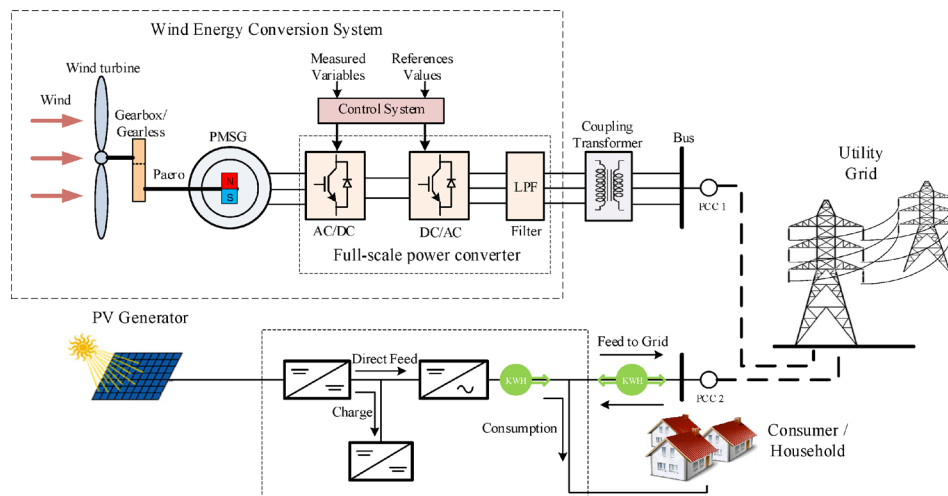 Wind Energy Conversion System
Wind turbine
Measured
Variables
References
Values
Wind
Gearbox/
Gearless
Control System
PMSG
Coupling
Transformer
Bus
Utility
Grid
Paero
N
S
LPF
PCC 1
AC/DC
DC/AC
Filter
Full-scale power converter
PV Generator
Direct Feed
Feed to Grid
KWH
KWH
PCC 2
Charge
Consumption
Consumer /
Household